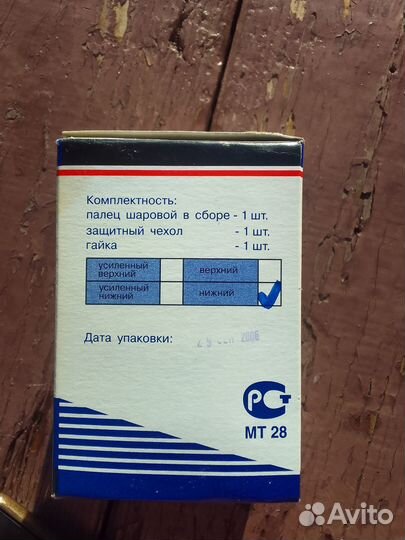 Комплектность:
палец шаровой в сборе - 1 шт.
защитный чехол - 1 шт.
гайка - 1 шт.
усиленный верхний
верхний
усиленный нижний
нижний
Дата упаковки: 2006
РСТ
МТ 28
Avito